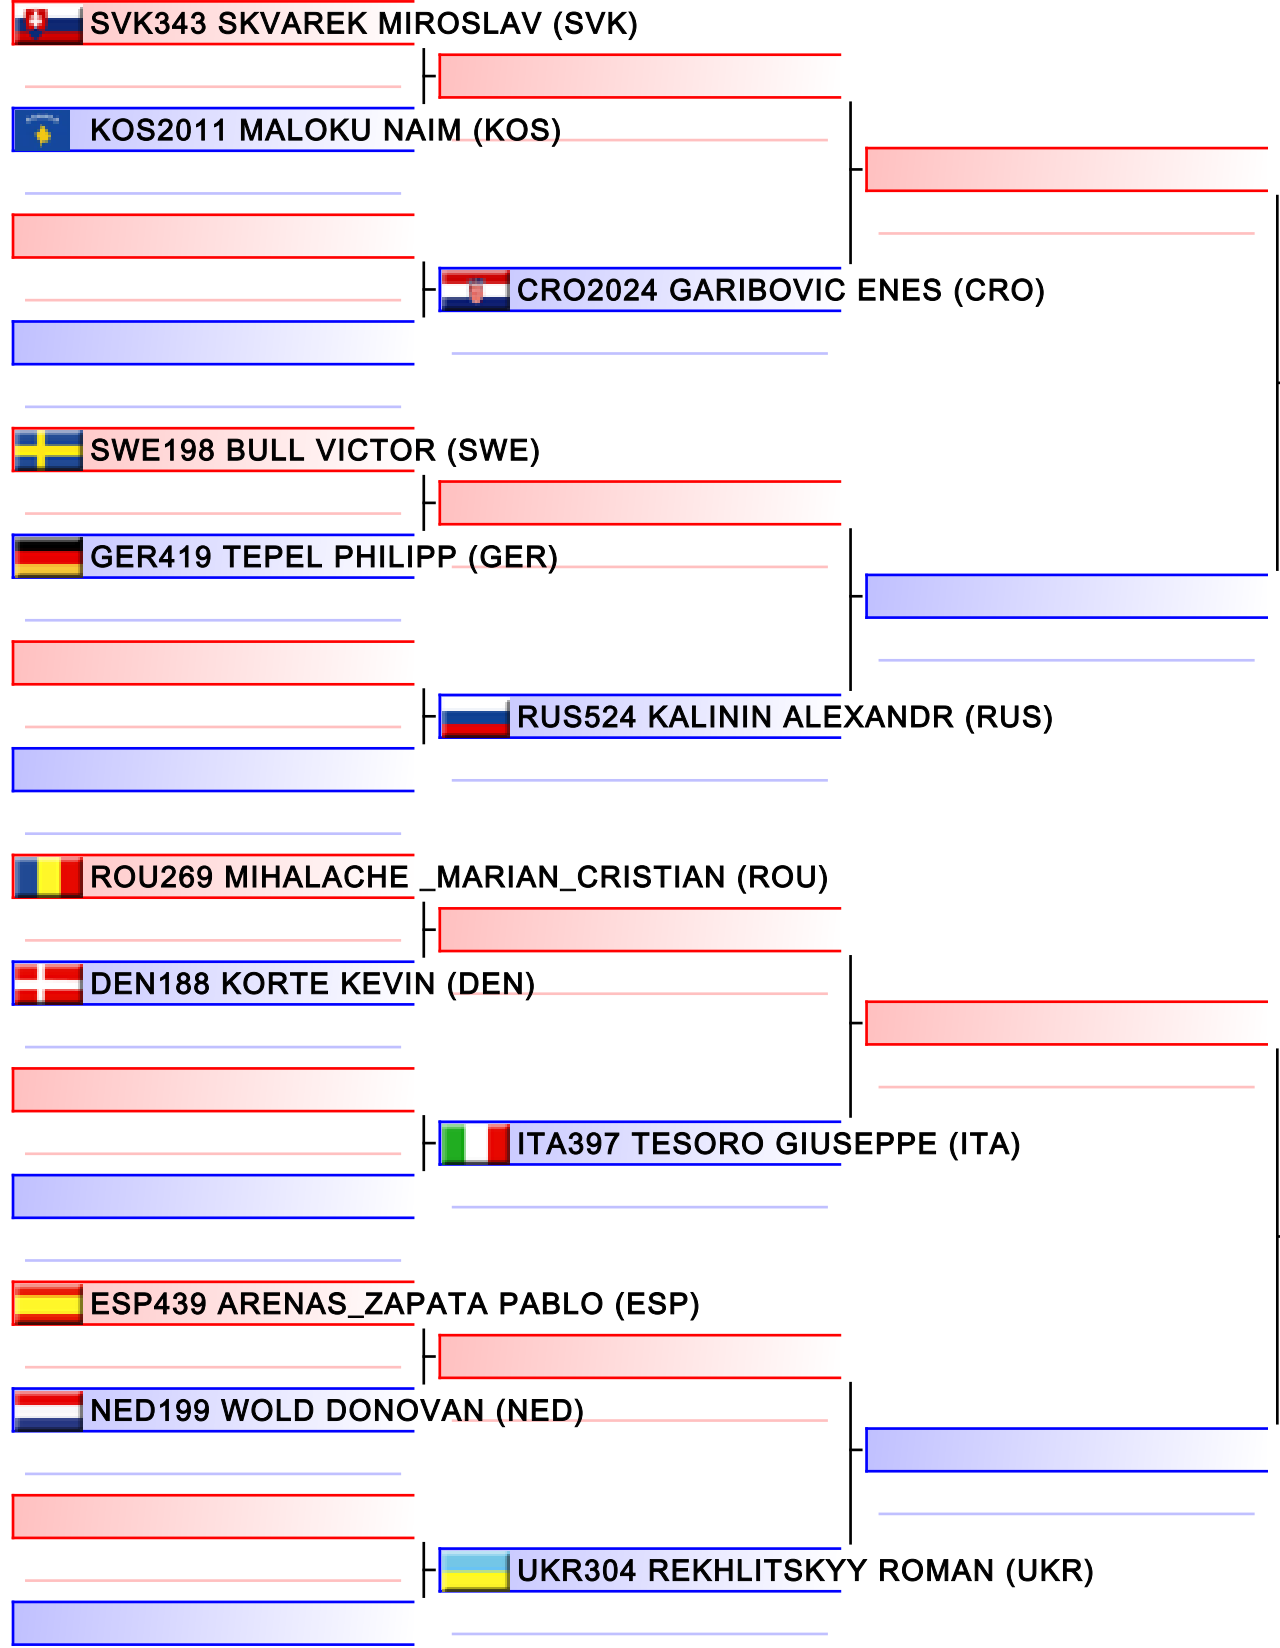 SVK343 SKVAREK MIROSLAV (SVK)
KOS2011 MALOKU NAIM (KOS)
CRO2024 GARIBOVIC ENES (CRO)
SWE198 BULL VICTOR (SWE)
GER419 TEPEL PHILIPP (GER)
RUS524 KALININ ALEXANDR (RUS)
ROU269 MIHALACHE _MARIAN_CRISTIAN (ROU)
DEN188 KORTE KEVIN (DEN)
ITA397 TESORO GIUSEPPE (ITA)
ESP439 ARENAS_ZAPATA PABLO (ESP)
NED199 WOLD DONOVAN (NED)
UKR304 REKHLITSKYY ROMAN (UKR)